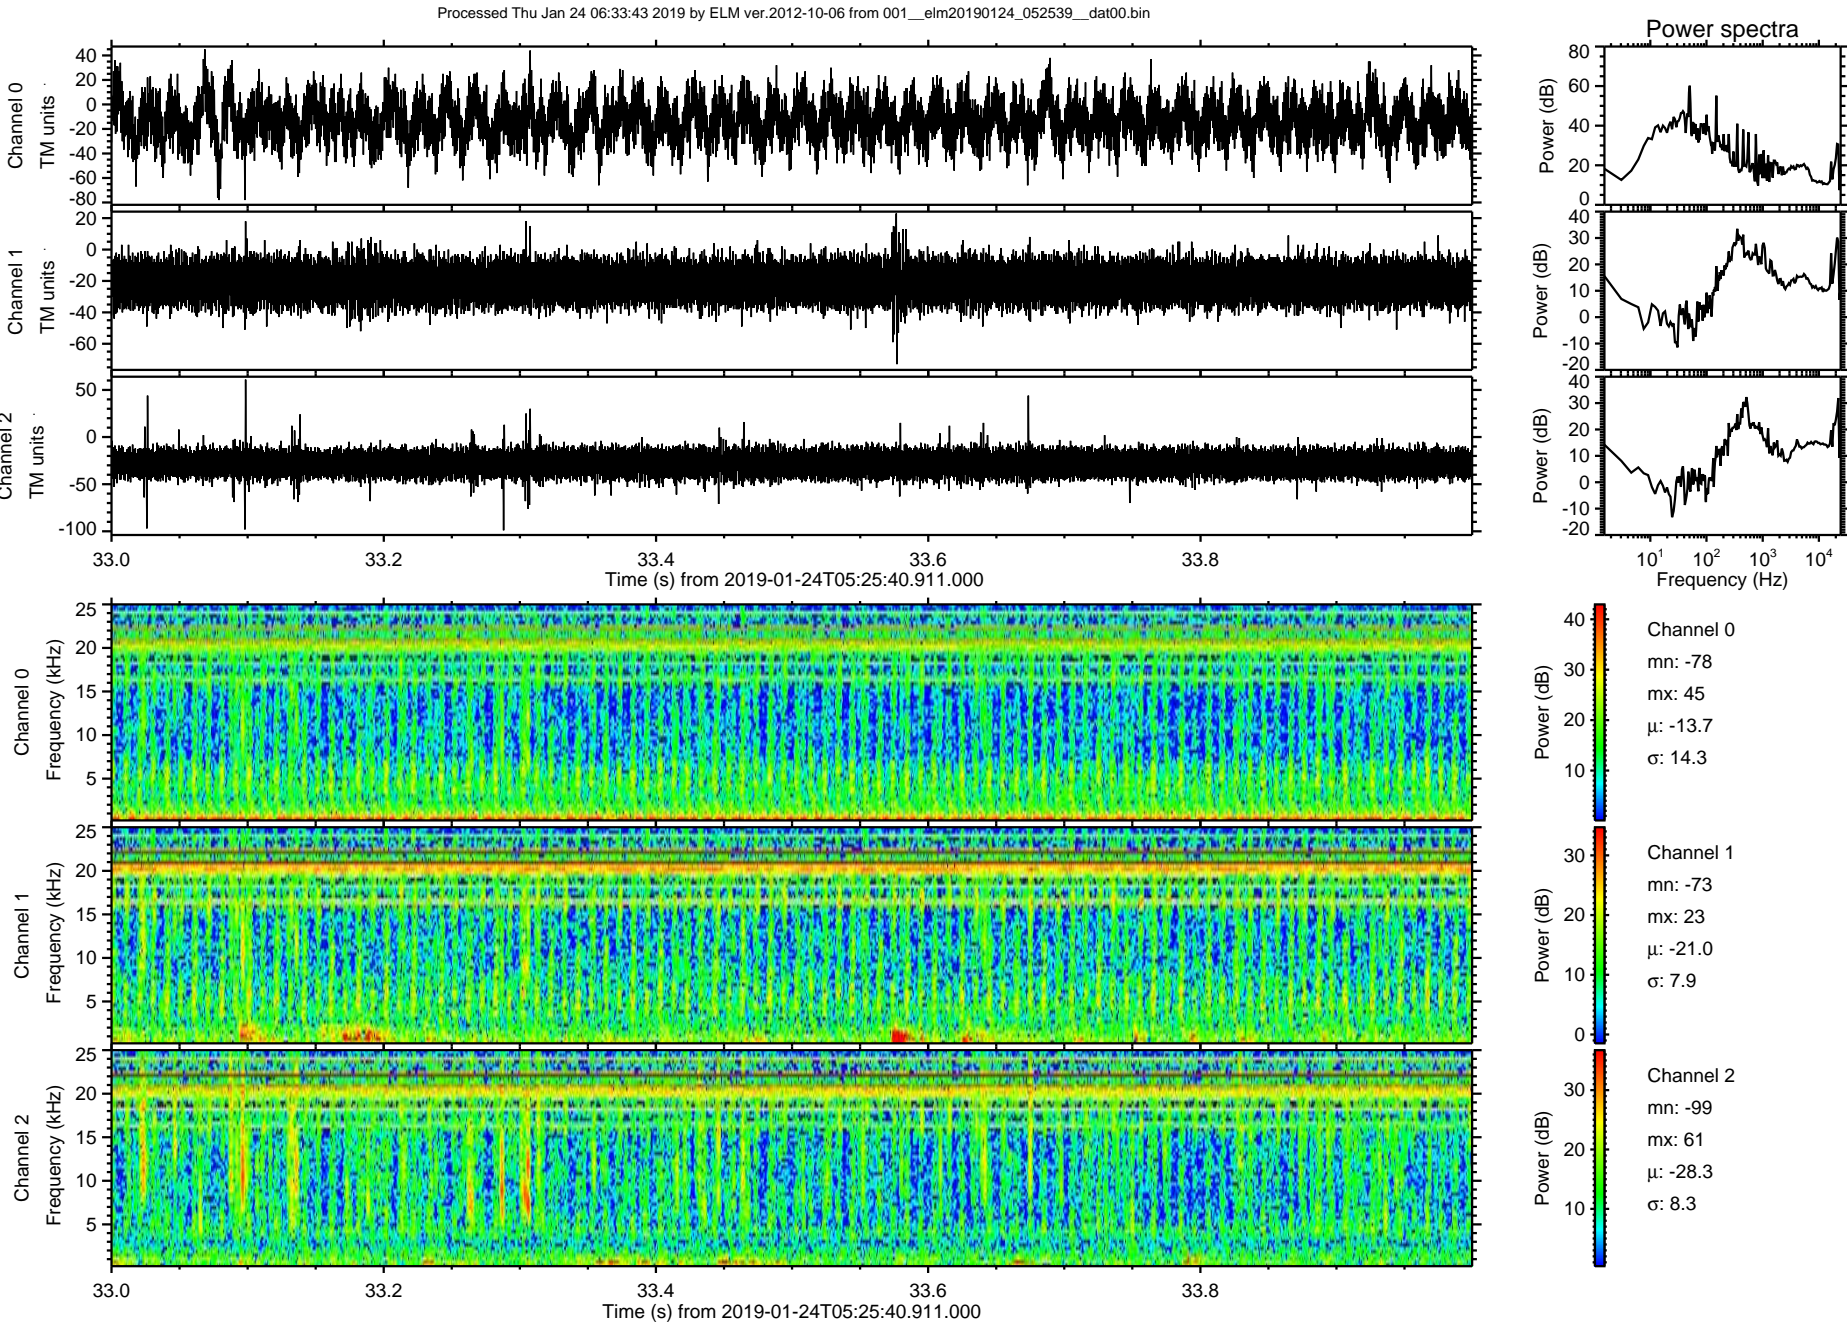 Processed Thu Jan 24 06:33:43 2019 by ELM ver.2012-10-06 from 001__elm20190124_052539__dat00.bin
Power spectra
Channel 0
TM units
40
20
0
-20
-40
-60
-80
Power (dB)
80
60
40
20
0
Channel 1
TM units
20
0
-20
-40
-60
Power (dB)
40
30
20
10
0
-10
-20
Channel 2
TM units
50
0
-50
-100
Power (dB)
40
30
20
10
0
-10
-20
33.0 33.2 33.4 33.6 33.8
Time (s) from 2019-01-24T05:25:40.911.000
10^1 10^2 10^3 10^4
Frequency (Hz)
Channel 0
Frequency (kHz)
25
20
15
10
5
Power (dB)
40
30
20
10
Channel 0
mn: -78
mx: 45
μ: -13.7
σ: 14.3
Channel 1
Frequency (kHz)
25
20
15
10
5
Power (dB)
30
20
10
0
Channel 1
mn: -73
mx: 23
μ: -21.0
σ: 7.9
Channel 2
Frequency (kHz)
25
20
15
10
5
Power (dB)
30
20
10
Channel 2
mn: -99
mx: 61
μ: -28.3
σ: 8.3
33.0 33.2 33.4 33.6 33.8
Time (s) from 2019-01-24T05:25:40.911.000